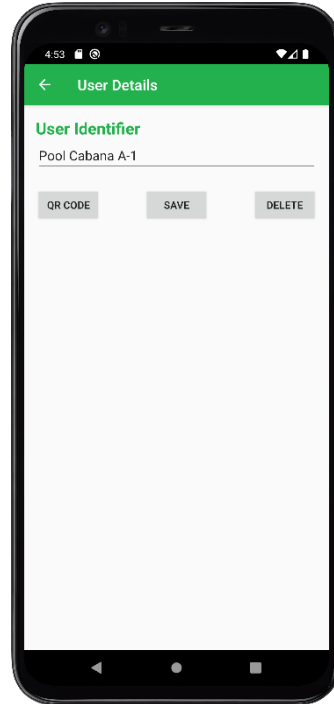 4:53
User Details
User Identifier
Pool Cabana A-1
QR CODE SAVE DELETE